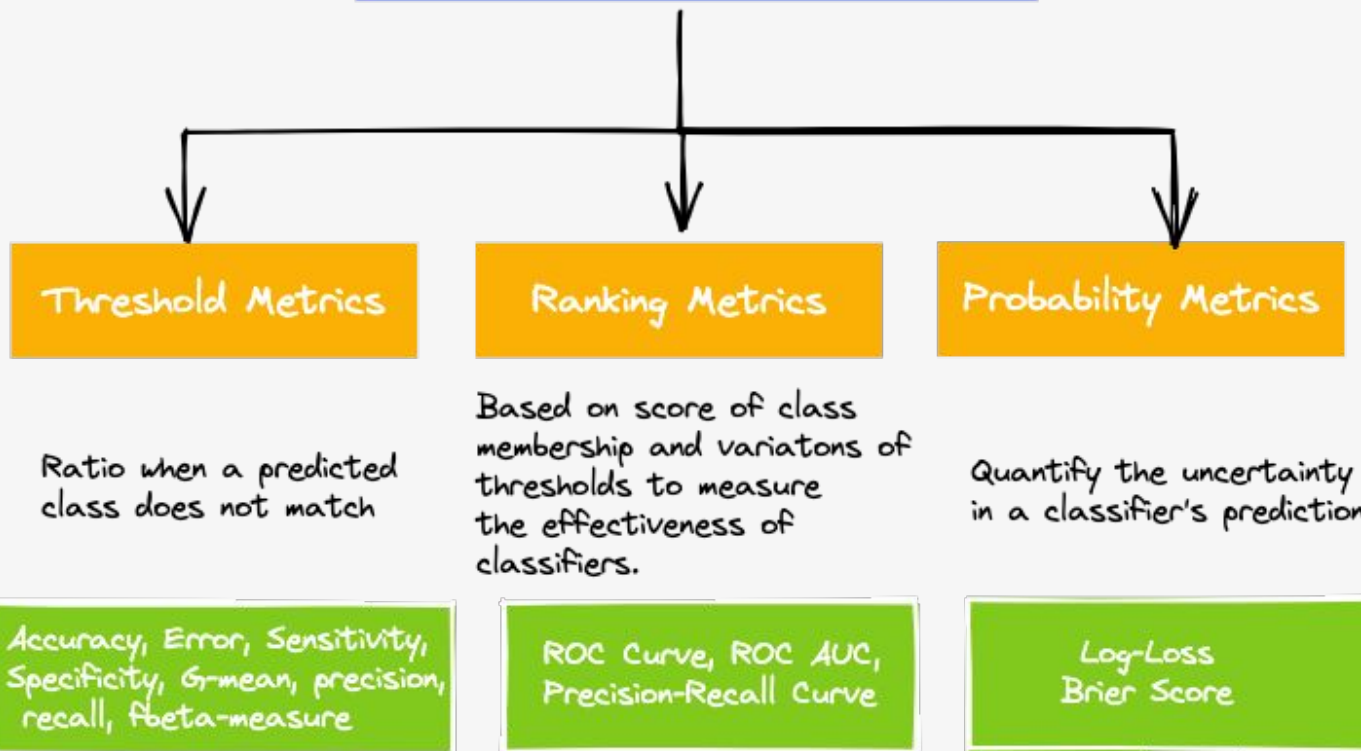 Threshold Metrics
Ranking Metrics
Probability Metrics
Ratio when a predicted
class does not match
Based on score of class
membership and variatons of
thresholds to measure
the effectiveness of
classifiers.
Quantify the uncertainty
in a classifier's prediction
Accuracy, Error, Sensitivity,
Specificity, G-mean, precision,
recall, fbeta-measure
ROC Curve, ROC AUC,
Precision-Recall Curve
Log-Loss
Brier Score